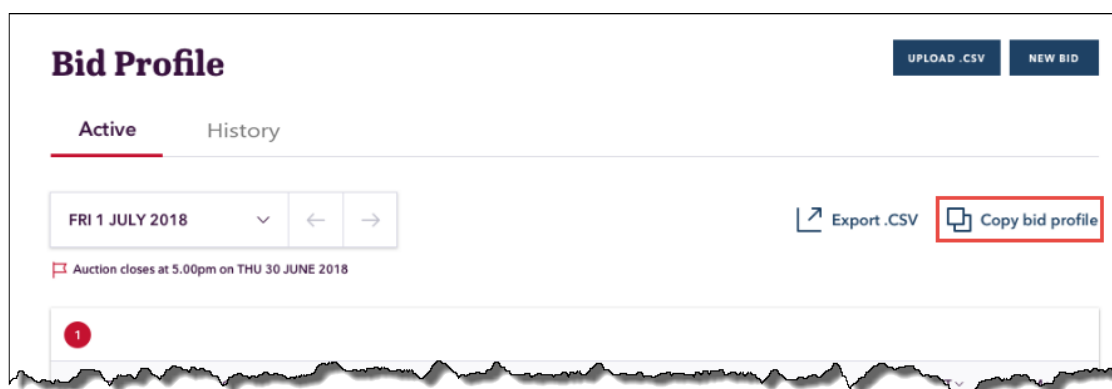 Bid Profile
UPLOAD .CSV
NEW BID
Active
History
FRI 1 JULY 2018
Export .CSV
Copy bid profile
Auction closes at 5.00pm on THU 30 JUNE 2018
1